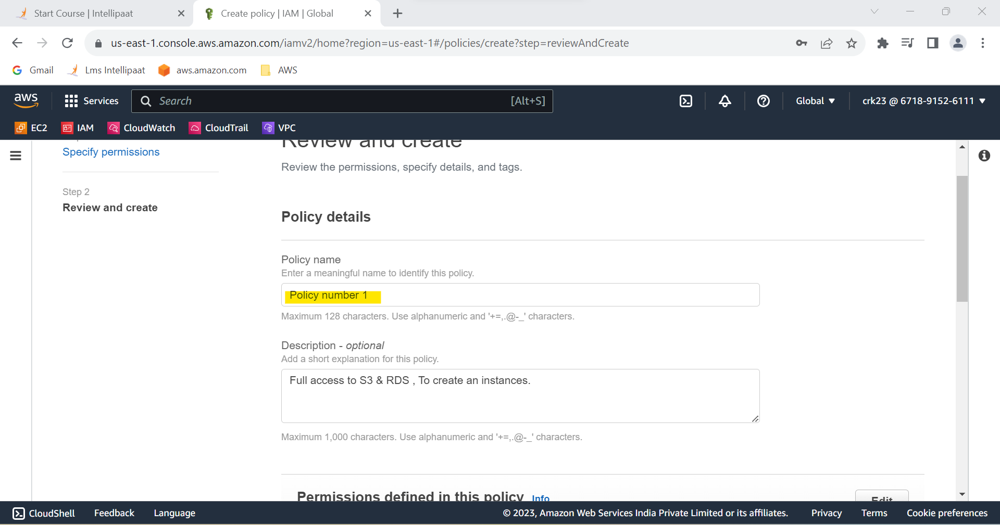 Start Course | Intellipaat
Create policy | IAM | Global
us-east-1.console.aws.amazon.com/iamv2/home?region=us-east-1#/policies/create?step=reviewAndCreate
Gmail
Lms Intellipaat
aws.amazon.com
AWS
aws
Services
Search
[Alt+S]
Global
crk23 @ 6718-9152-6111
EC2
IAM
CloudWatch
CloudTrail
VPC
Specify permissions
Step 2
Review and create
Review and create
Review the permissions, specify details, and tags.
Policy details
Policy name
Enter a meaningful name to identify this policy.
Policy number 1
Maximum 128 characters. Use alphanumeric and '+=,.@-_' characters.
Description - optional
Add a short explanation for this policy.
Full access to S3 & RDS , To create an instances.
Maximum 1,000 characters. Use alphanumeric and '+=,.@-_' characters.
Permissions defined in this policy Info
Edit
CloudShell
Feedback
Language
© 2023, Amazon Web Services India Private Limited or its affiliates.
Privacy
Terms
Cookie preferences